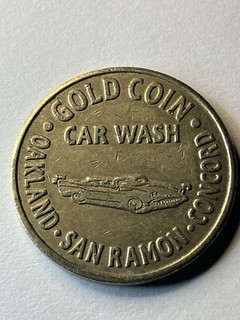 GOLD COIN
CAR WASH
OAKLAND · SAN RAMON · CONCORD